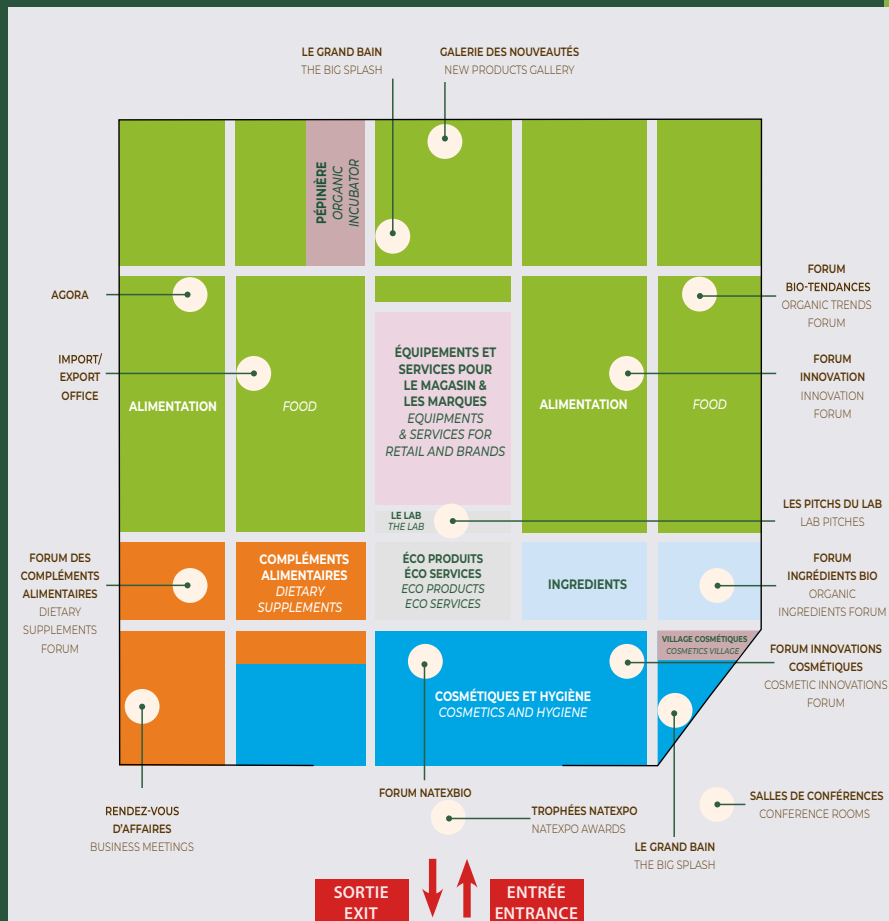 LE GRAND BAIN
THE BIG SPLASH
GALERIE DES NOUVEAUTÉS
NEW PRODUCTS GALLERY
PÉPINIÈRE
ORGANIC
INCUBATOR
AGORA
IMPORT/
EXPORT
OFFICE
FORUM
BIO-TENDANCES
ORGANIC TRENDS
FORUM
FORUM
INNOVATION
INNOVATION
FORUM
ÉQUIPEMENTS ET
SERVICES POUR
LE MAGASIN &
LES MARQUES
EQUIPMENTS
& SERVICES FOR
RETAIL AND BRANDS
ALIMENTATION
FOOD
ALIMENTATION
FOOD
LE LAB
THE LAB
LES PITCHS DU LAB
LAB PITCHES
FORUM DES
COMPLÉMENTS
ALIMENTAIRES
DIETARY
SUPPLEMENTS
FORUM
COMPLÉMENTS
ALIMENTAIRES
DIETARY
SUPPLEMENTS
ÉCO PRODUITS
ÉCO SERVICES
ECO PRODUCTS
ECO SERVICES
INGREDIENTS
FORUM
INGRÉDIENTS BIO
ORGANIC
INGREDIENTS FORUM
VILLAGE COSMÉTIQUES
COSMETICS VILLAGE
FORUM INNOVATIONS
COSMÉTIQUES
COSMETIC INNOVATIONS
FORUM
COSMÉTIQUES ET HYGIÈNE
COSMETICS AND HYGIENE
RENDEZ-VOUS
D'AFFAIRES
BUSINESS MEETINGS
FORUM NATEXBIO
TROPHÉES NATEXPO
NATEXPO AWARDS
SALLES DE CONFÉRENCES
CONFERENCE ROOMS
LE GRAND BAIN
THE BIG SPLASH
SORTIE
EXIT
ENTRÉE
ENTRANCE